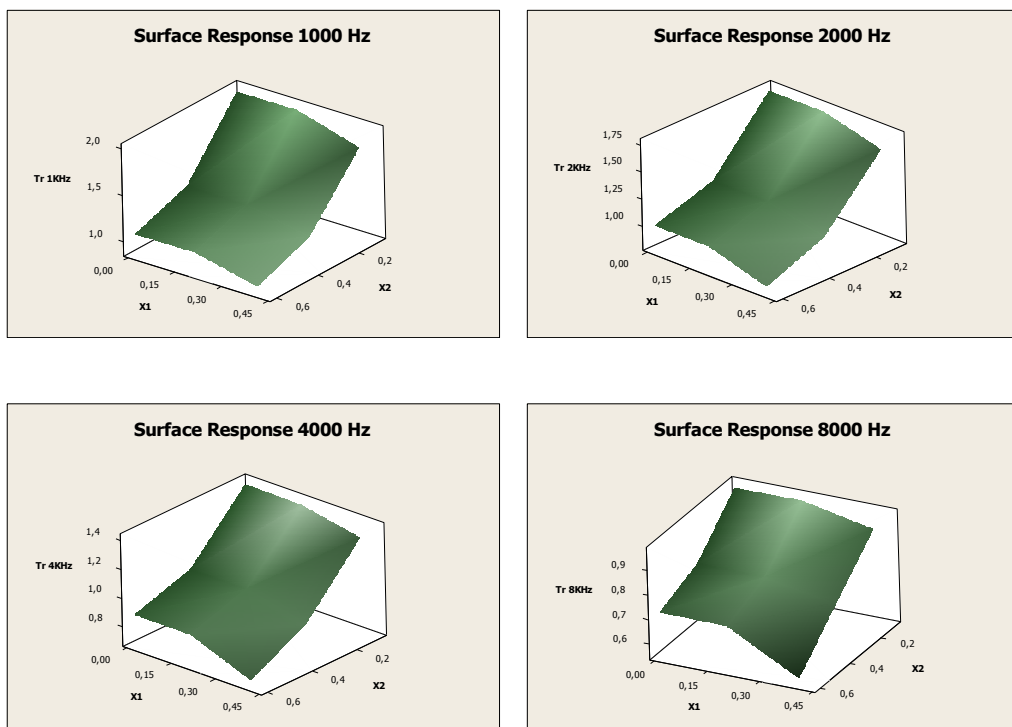 Surface Response 1000 Hz
2,0
Tr 1KHz
1,5
1,0
0,00
0,15
X1
0,30
0,45
0,6
0,4
X2
0,2
Surface Response 2000 Hz
1,75
1,50
Tr 2KHz
1,25
1,00
0,00
0,15
X1
0,30
0,45
0,6
0,4
X2
0,2
Surface Response 4000 Hz
1,4
1,2
Tr 4KHz
1,0
0,8
0,00
0,15
X1
0,30
0,45
0,6
0,4
X2
0,2
Surface Response 8000 Hz
0,9
0,8
Tr 8KHz
0,7
0,6
0,00
0,15
X1
0,30
0,45
0,6
0,4
X2
0,2